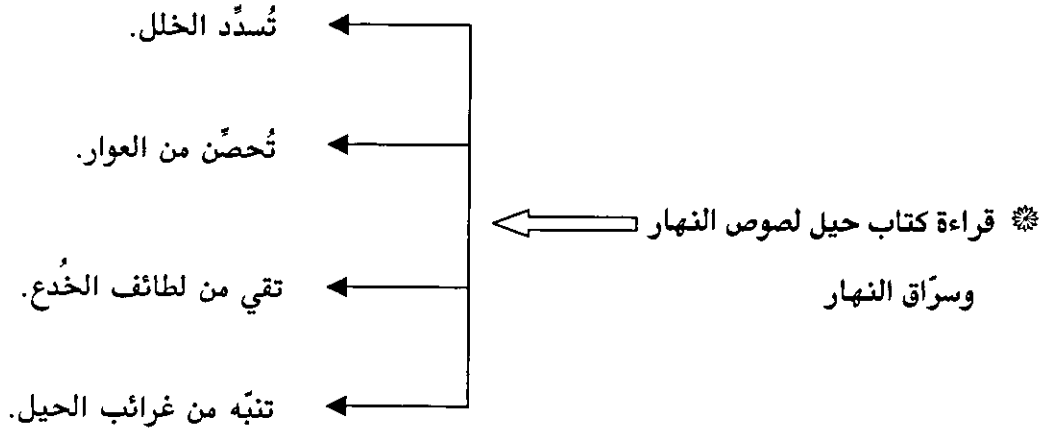 ❊ قراءة كتاب حيل لصوص النهار
وسرّاق النهار
تُسدِّد الخلل.
تُحصِّن من العوار.
تقي من لطائف الخُدع.
تنبّه من غرائب الحيل.